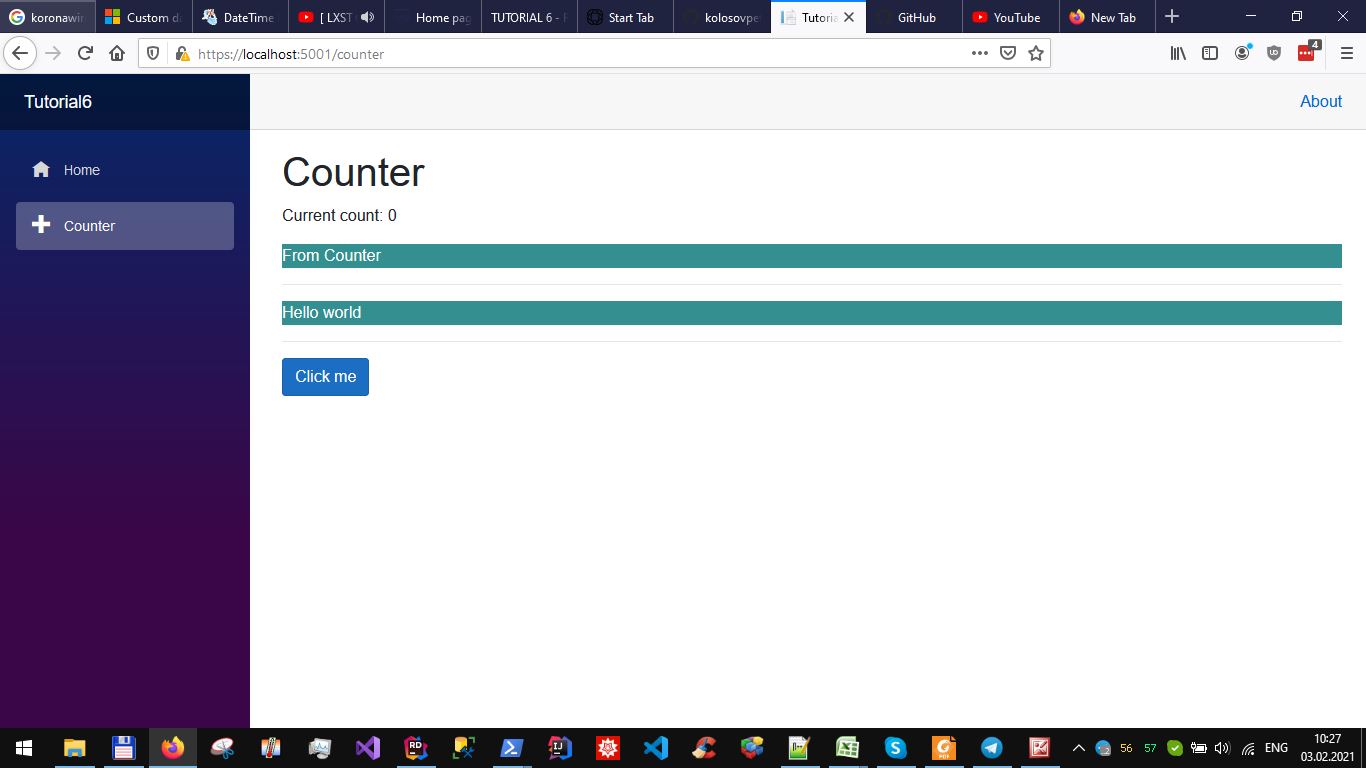 koronawir
Custom d
DateTime
[ LXST
Home pag
TUTORIAL 6 - F
Start Tab
kolosovpet
Tutoria
GitHub
YouTube
New Tab
https://localhost:5001/counter
4
Tutorial6
About
Home
Counter
Counter
Current count: 0
From Counter
Hello world
Click me
56
57
ENG
10:27
03.02.2021